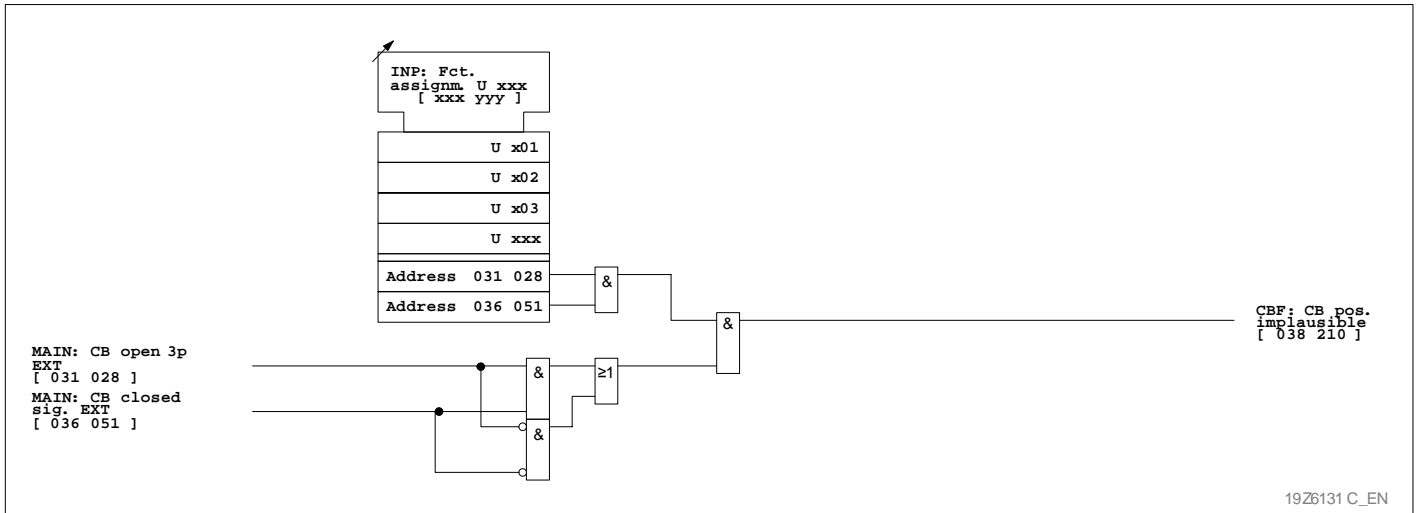 INP: Fct.
assignm. U xxx
[ xxx yyy ]
U x01
U x02
U x03
U xxx
Address 031 028
Address 036 051
&
&
CBF: CB pos.
implausible
[ 038 210 ]
MAIN: CB open 3p
EXT
[ 031 028 ]
MAIN: CB closed
sig. EXT
[ 036 051 ]
&
≥1
&
19Z6131 C_EN